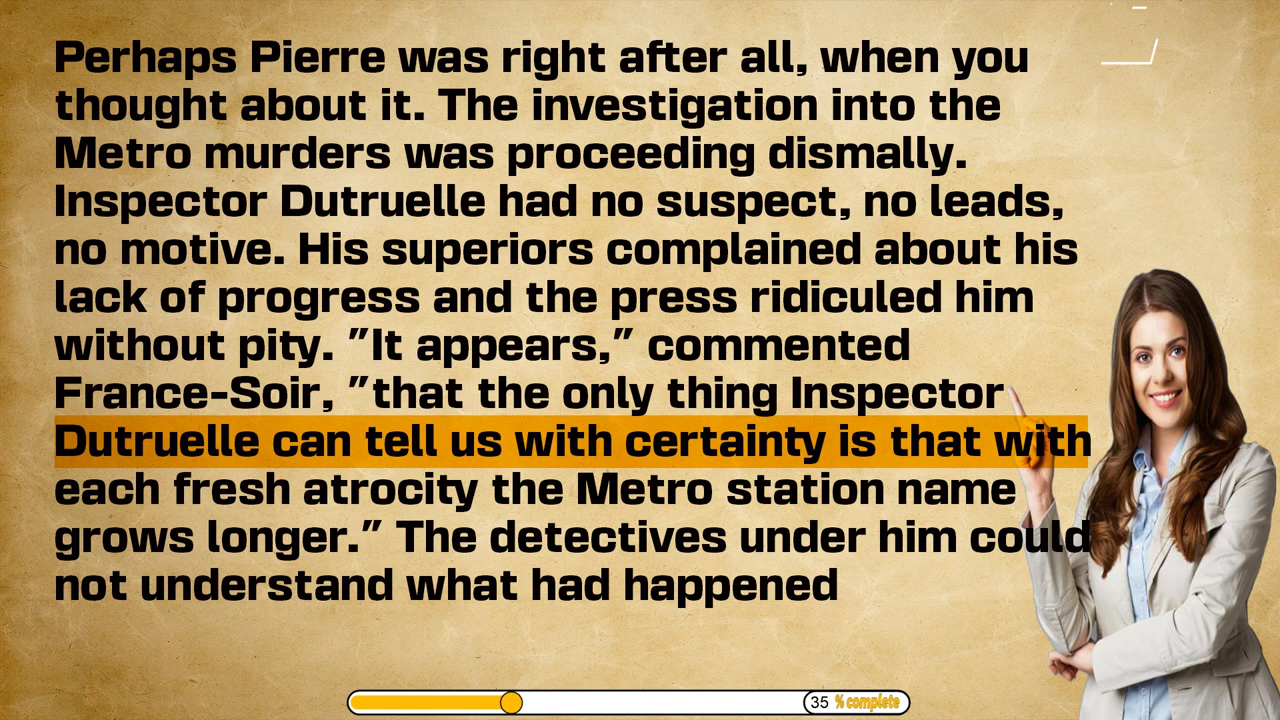 Perhaps Pierre was right after all, when you
thought about it. The investigation into the
Metro murders was proceeding dismally.
Inspector Dutruelle had no suspect, no leads,
no motive. His superiors complained about his
lack of progress and the press ridiculed him
without pity. "It appears," commented
France-Soir, "that the only thing Inspector
Dutruelle can tell us with certainty is that with
each fresh atrocity the Metro station name
grows longer." The detectives under him could
not understand what had happened
35 % complete